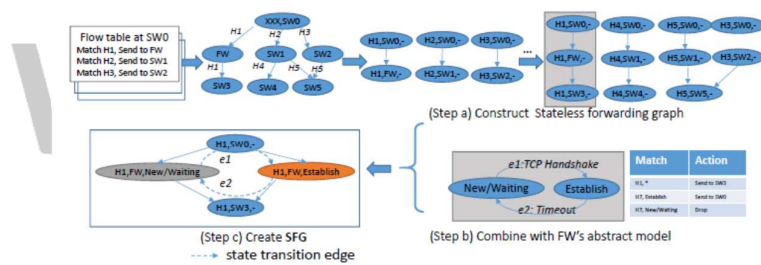 Flow table at SW0
Match H1, Send to FW
Match H2, Send to SW1
Match H3, Send to SW2
XXX,SW0
H1
H2
H3
FW
SW1
SW2
H1
H4
H5
H5
SW3
SW4
SW5
H1,SW0,-
H2,SW0,-
H3,SW0,-
H1,FW,-
H2,SW1,-
H3,SW2,-
...
H1,SW0,-
H4,SW0,-
H5,SW0,-
H3,SW0,-
H1,FW,-
H4,SW1,-
H5,SW1,-
H3,SW2,-
H1,SW3,-
H4,SW4,-
H5,SW5,-
(Step a) Construct Stateless forwarding graph
H1,SW0,-
e1
H1,FW,New/Waiting
H1,FW,Establish
e2
H1,SW3,-
(Step c) Create SFG
state transition edge
e1:TCP Handshake
New/Waiting
Establish
e2: Timeout
(Step b) Combine with FW's abstract model
Match Action
H1, * Send to SW3
H7, Establish Send to SW0
H7, New/Waiting Drop